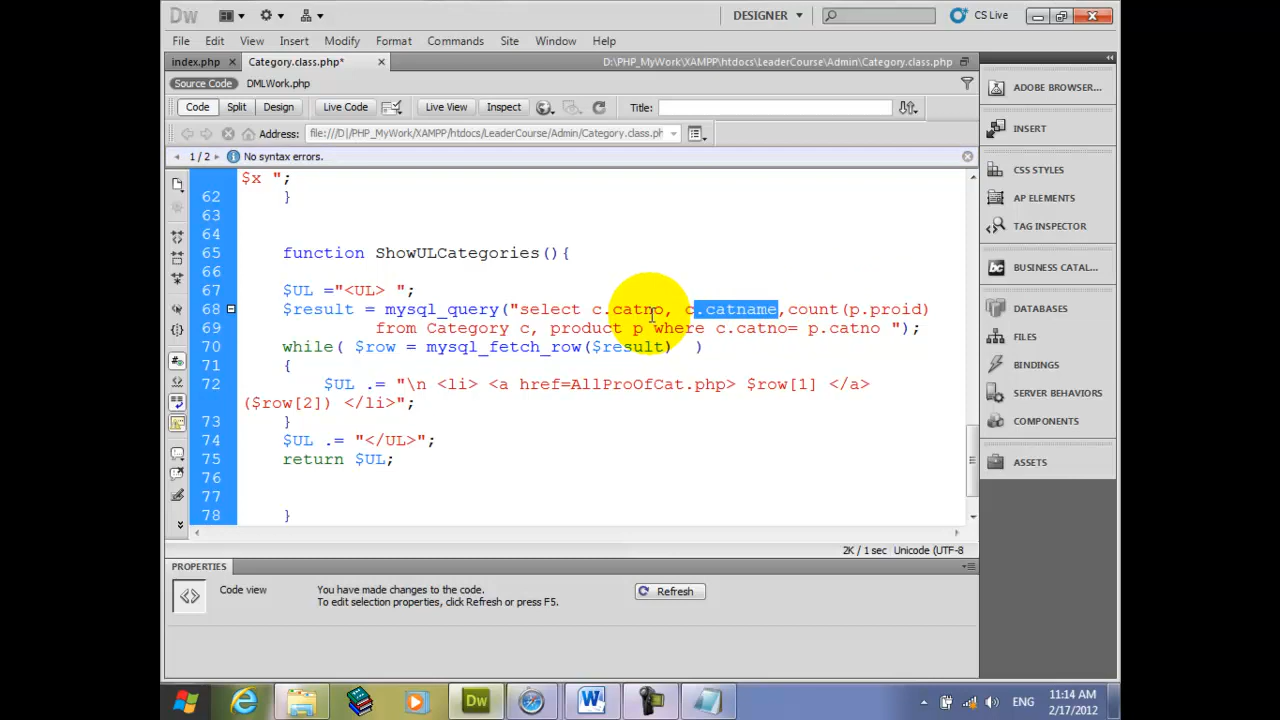 Dw
DESIGNER
CS Live
File Edit View Insert Modify Format Commands Site Window Help
index.php Category.class.php* D:\PHP_MyWork\XAMPP\htdocs\LeaderCourse\Admin\Category.class.php
Source Code DMLWork.php
Code Split Design Live Code Live View Inspect Title:
Address: file:///D|/PHP_MyWork/XAMPP/htdocs/LeaderCourse/Admin/Category.class.ph
1 / 2 No syntax errors.
$x ";
62 }
63
64
65 function ShowULCategories(){
66
67 $UL ="<UL> ";
68 $result = mysql_query("select c.catno, c.catname,count(p.proid)
69 from Category c, product p where c.catno= p.catno ");
70 while( $row = mysql_fetch_row($result) )
71 {
72 $UL .= "\n <li> <a href=AllProOfCat.php> $row[1] </a>
($row[2]) </li>";
73 }
74 $UL .= "</UL>";
75 return $UL;
76
77
78 }
2K / 1 sec Unicode (UTF-8
PROPERTIES
Code view You have made changes to the code.
To edit selection properties, click Refresh or press F5.
Refresh
ADOBE BROWSER...
INSERT
CSS STYLES
AP ELEMENTS
TAG INSPECTOR
BUSINESS CATAL...
DATABASES
FILES
BINDINGS
SERVER BEHAVIORS
COMPONENTS
ASSETS
Dw
W
ENG
11:14 AM
2/17/2012